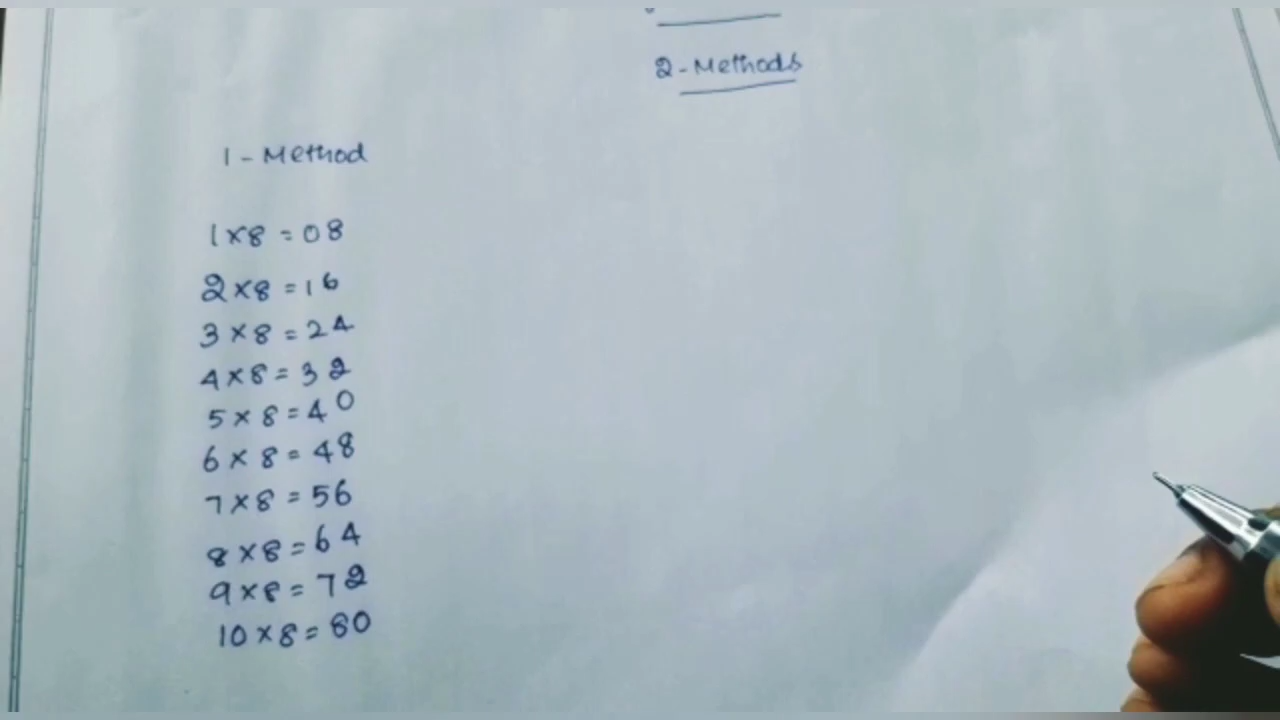 2 - Methods
1 - Method
1 × 8 = 08
2 × 8 = 16
3 × 8 = 24
4 × 8 = 32
5 × 8 = 40
6 × 8 = 48
7 × 8 = 56
8 × 8 = 64
9 × 8 = 72
10 × 8 = 80